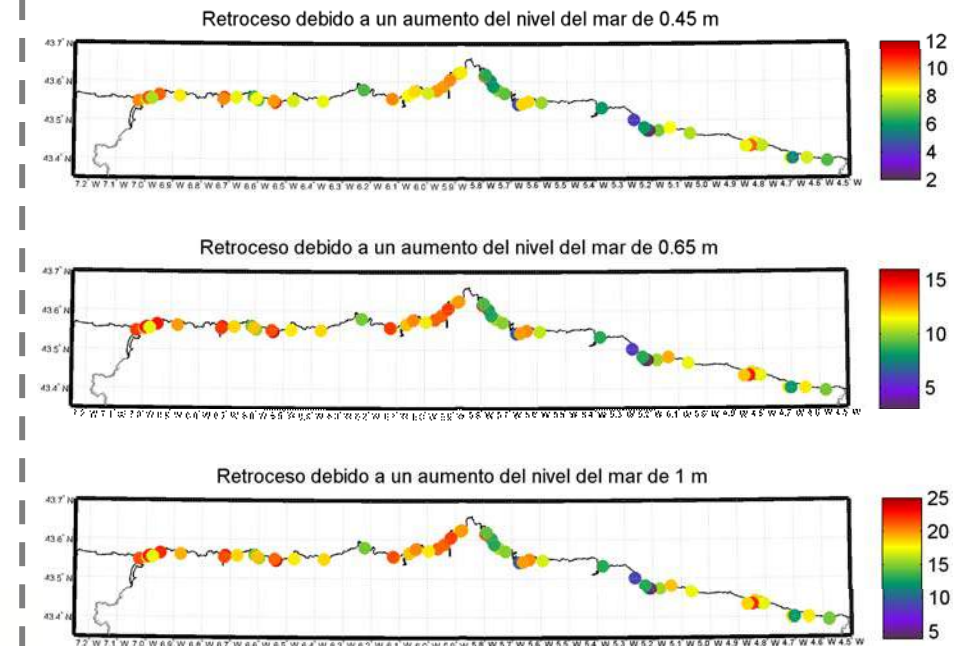 Retroceso debido a un aumento del nivel del mar de 0.45 m
43.7° N
43.6° N
43.5° N
43.4° N
7.2° W 7.1° W 7.0° W 6.9° W 6.8° W 6.7° W 6.6° W 6.5° W 6.4° W 6.3° W 6.2° W 6.1° W 6.0° W 5.9° W 5.8° W 5.7° W 5.6° W 5.5° W 5.4° W 5.3° W 5.2° W 5.1° W 5.0° W 4.9° W 4.8° W 4.7° W 4.6° W 4.5° W
12
10
8
6
4
2
Retroceso debido a un aumento del nivel del mar de 0.65 m
43.7° N
43.6° N
43.5° N
43.4° N
15
10
5
Retroceso debido a un aumento del nivel del mar de 1 m
43.7° N
43.6° N
43.5° N
43.4° N
7.2° W 7.1° W 7.0° W 6.9° W 6.8° W 6.7° W 6.6° W 6.5° W 6.4° W 6.3° W 6.2° W 6.1° W 6.0° W 5.9° W 5.8° W 5.7° W 5.6° W 5.5° W 5.4° W 5.3° W 5.2° W 5.1° W 5.0° W 4.9° W 4.8° W 4.7° W 4.6° W 4.5° W
25
20
15
10
5